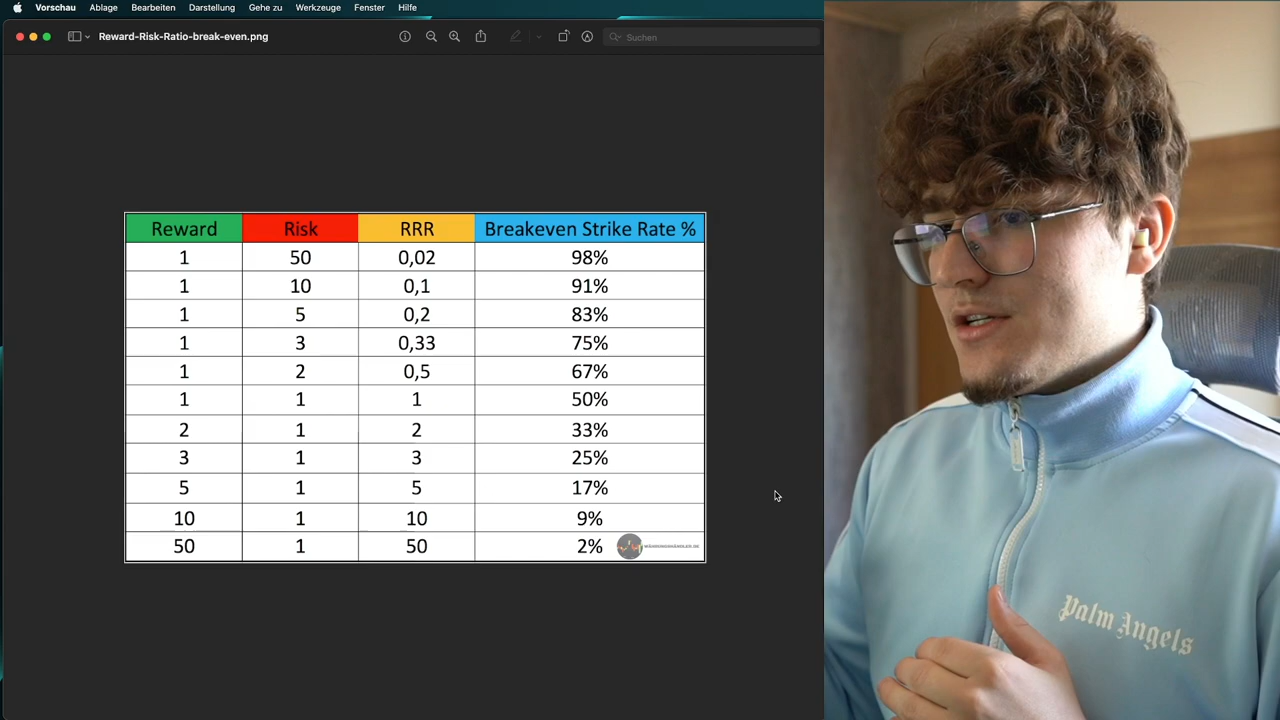 Vorschau Ablage Bearbeiten Darstellung Gehe zu Werkzeuge Fenster Hilfe
Reward-Risk-Ratio-break-even.png
Suchen
Reward Risk RRR Breakeven Strike Rate %
1 50 0,02 98%
1 10 0,1 91%
1 5 0,2 83%
1 3 0,33 75%
1 2 0,5 67%
1 1 1 50%
2 1 2 33%
3 1 3 25%
5 1 5 17%
10 1 10 9%
50 1 50 2%
Palm Angels